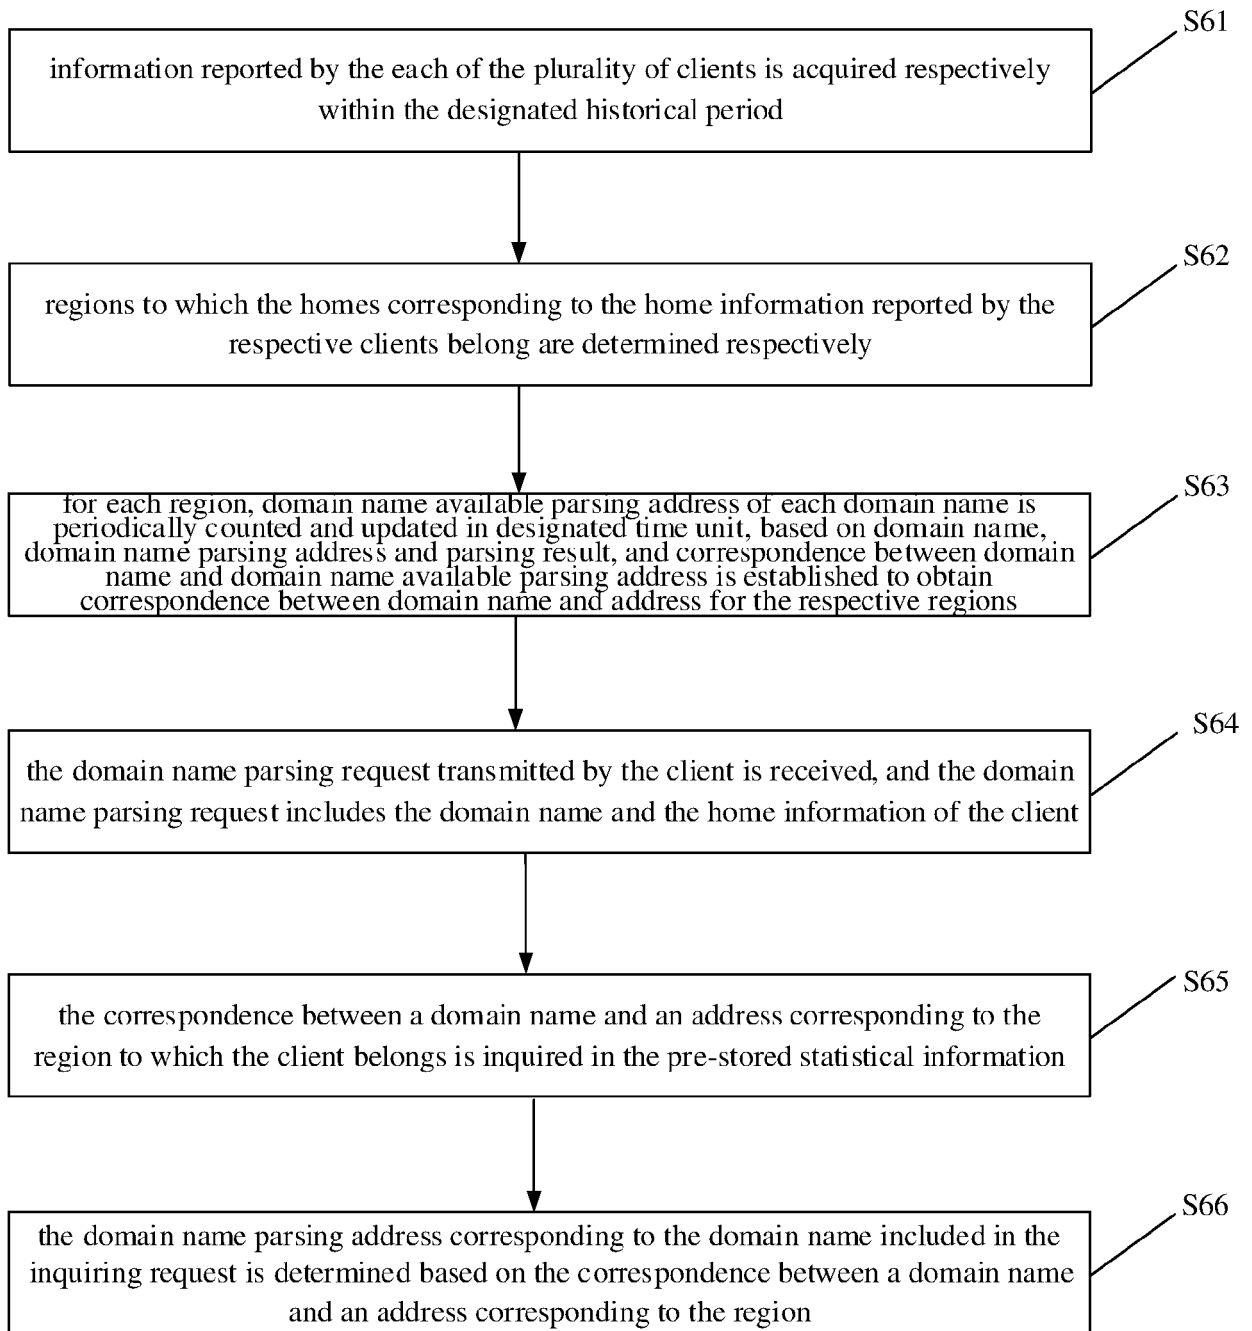 S61
information reported by the each of the plurality of clients is acquired respectively
within the designated historical period
S62
regions to which the homes corresponding to the home information reported by the
respective clients belong are determined respectively
S63
for each region, domain name available parsing address of each domain name is
periodically counted and updated in designated time unit, based on domain name,
domain name parsing address and parsing result, and correspondence between domain
name and domain name available parsing address is established to obtain
correspondence between domain name and address for the respective regions
S64
the domain name parsing request transmitted by the client is received, and the domain
name parsing request includes the domain name and the home information of the client
S65
the correspondence between a domain name and an address corresponding to the
region to which the client belongs is inquired in the pre-stored statistical information
S66
the domain name parsing address corresponding to the domain name included in the
inquiring request is determined based on the correspondence between a domain name
and an address corresponding to the region